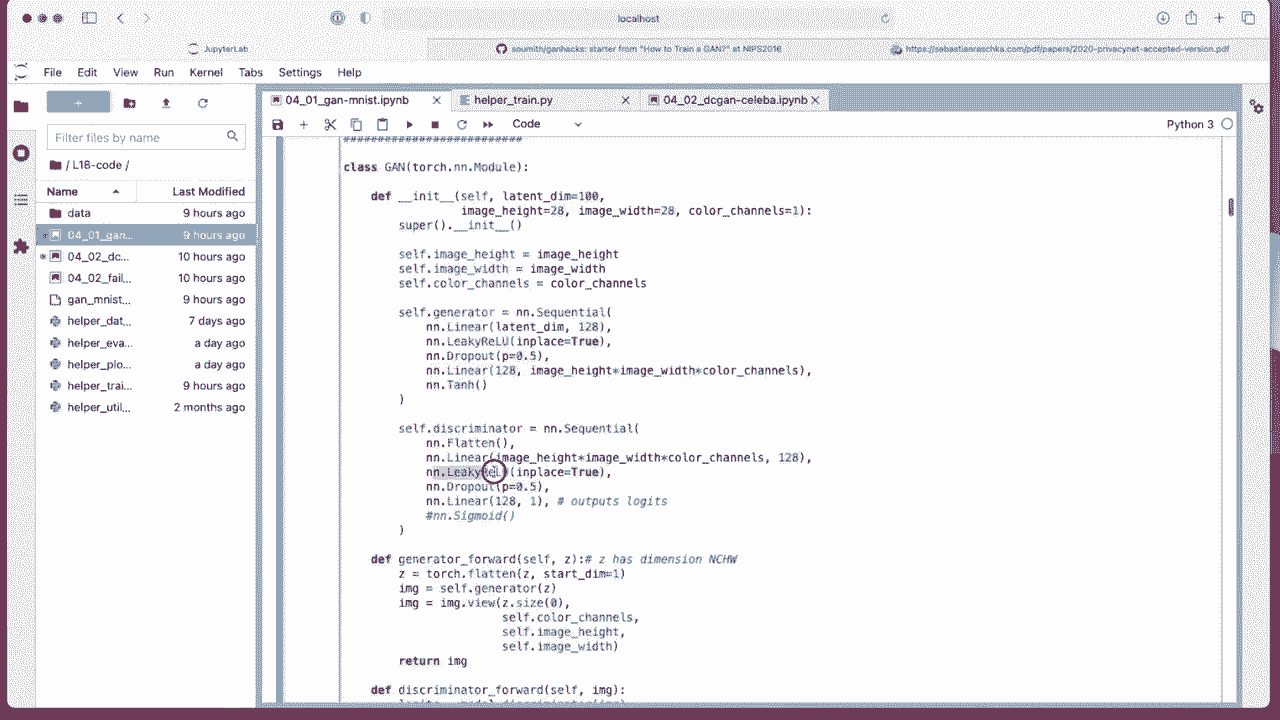 localhost
JupyterLab
soumith/ganhacks: starter from "How to Train a GAN?" at NIPS2016
https://sebastianraschka.com/pdf/papers/2020-privacynet-accepted-version.pdf
File Edit View Run Kernel Tabs Settings Help
04_01_gan-mnist.ipynb
helper_train.py
04_02_dcgan-celeba.ipynb
Filter files by name
Code
Python 3
/ L18-code /
Name Last Modified
data 9 hours ago
04_01_gan... 9 hours ago
04_02_dc... 10 hours ago
04_02_fail... 10 hours ago
gan_mnist... 9 hours ago
helper_dat... 7 days ago
helper_eva... a day ago
helper_plo... a day ago
helper_trai... 9 hours ago
helper_util... 2 months ago
##########################
class GAN(torch.nn.Module):
def __init__(self, latent_dim=100,
image_height=28, image_width=28, color_channels=1):
super().__init__()
self.image_height = image_height
self.image_width = image_width
self.color_channels = color_channels
self.generator = nn.Sequential(
nn.Linear(latent_dim, 128),
nn.LeakyReLU(inplace=True),
nn.Dropout(p=0.5),
nn.Linear(128, image_height*image_width*color_channels),
nn.Tanh()
)
self.discriminator = nn.Sequential(
nn.Flatten(),
nn.Linear(image_height*image_width*color_channels, 128),
nn.LeakyReLU(inplace=True),
nn.Dropout(p=0.5),
nn.Linear(128, 1), # outputs logits
#nn.Sigmoid()
)
def generator_forward(self, z):# z has dimension NCHW
z = torch.flatten(z, start_dim=1)
img = self.generator(z)
img = img.view(z.size(0),
self.color_channels,
self.image_height,
self.image_width)
return img
def discriminator_forward(self, img):